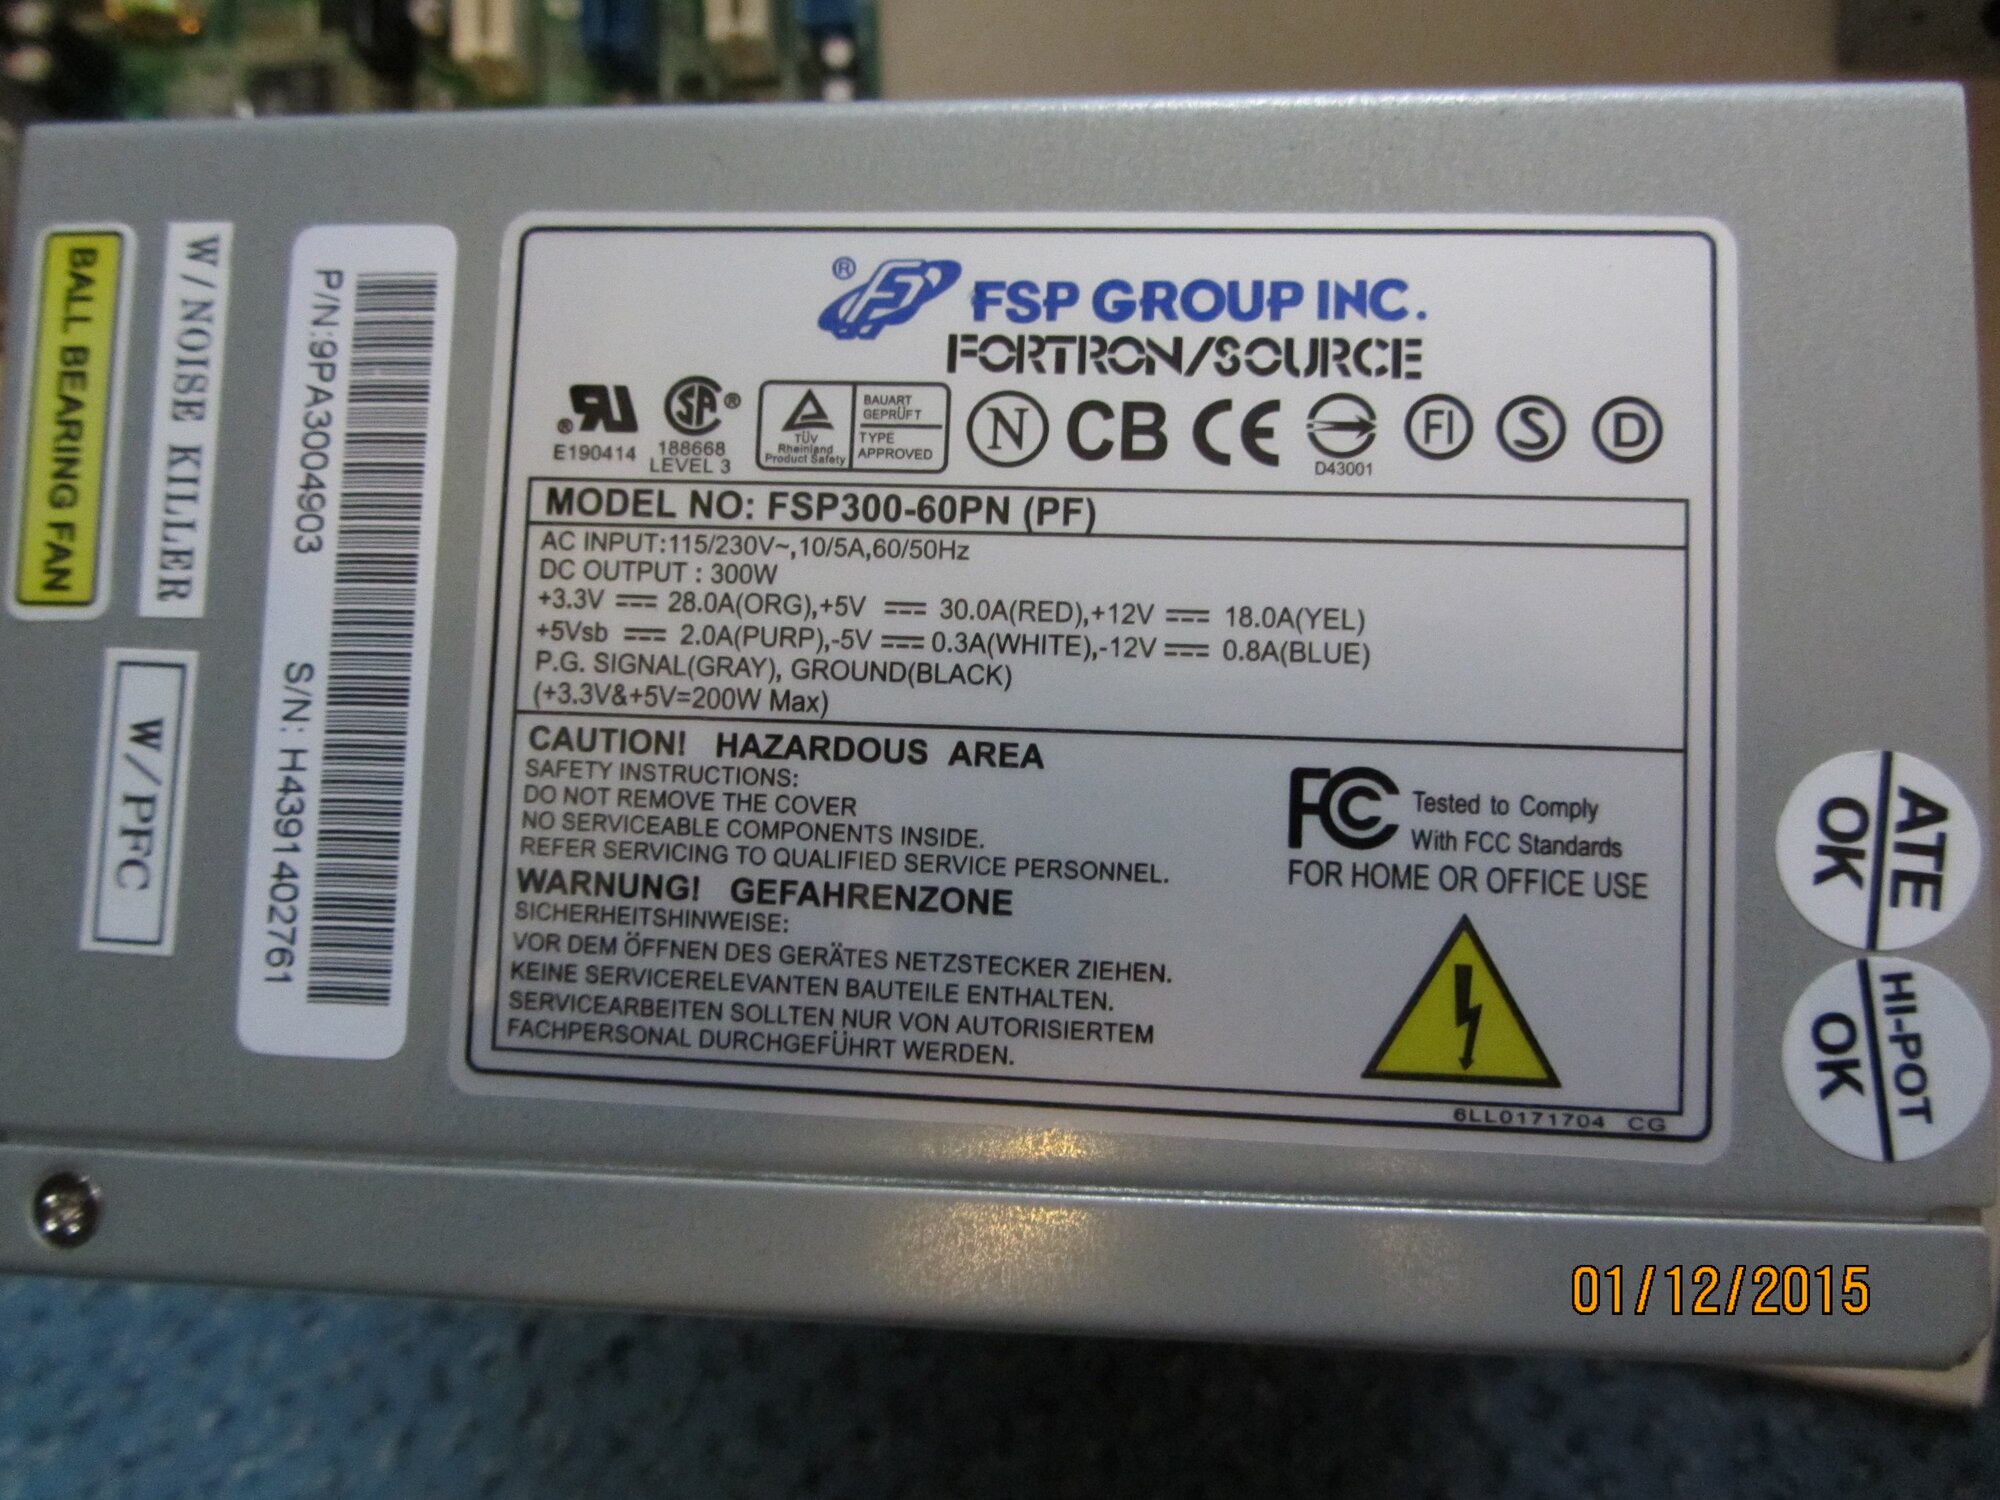 BALL BEARING FAN
W/NOISE KILLER
W/PFC
P/N:9PA3004903
S/N: H4391402761
® FSP GROUP INC.
FORTRON/SOURCE
E190414
SA®
188668
LEVEL 3
TÜV
Rheinland
Product Safety
BAUART
GEPRÜFT
TYPE
APPROVED
N
CB
CE
D43001
FI
S
D
MODEL NO: FSP300-60PN (PF)
AC INPUT:115/230V~,10/5A,60/50Hz
DC OUTPUT : 300W
+3.3V ⎓ 28.0A(ORG),+5V ⎓ 30.0A(RED),+12V ⎓ 18.0A(YEL)
+5Vsb ⎓ 2.0A(PURP),-5V ⎓ 0.3A(WHITE),-12V ⎓ 0.8A(BLUE)
P.G. SIGNAL(GRAY), GROUND(BLACK)
(+3.3V&+5V=200W Max)
CAUTION! HAZARDOUS AREA
SAFETY INSTRUCTIONS:
DO NOT REMOVE THE COVER
NO SERVICEABLE COMPONENTS INSIDE.
REFER SERVICING TO QUALIFIED SERVICE PERSONNEL.
WARNUNG! GEFAHRENZONE
SICHERHEITSHINWEISE:
VOR DEM ÖFFNEN DES GERÄTES NETZSTECKER ZIEHEN.
KEINE SERVICERELEVANTEN BAUTEILE ENTHALTEN.
SERVICEARBEITEN SOLLTEN NUR VON AUTORISIERTEM
FACHPERSONAL DURCHGEFÜHRT WERDEN.
FCC
Tested to Comply
With FCC Standards
FOR HOME OR OFFICE USE
6LL0171704 CG
ATE
OK
HI-POT
OK
01/12/2015